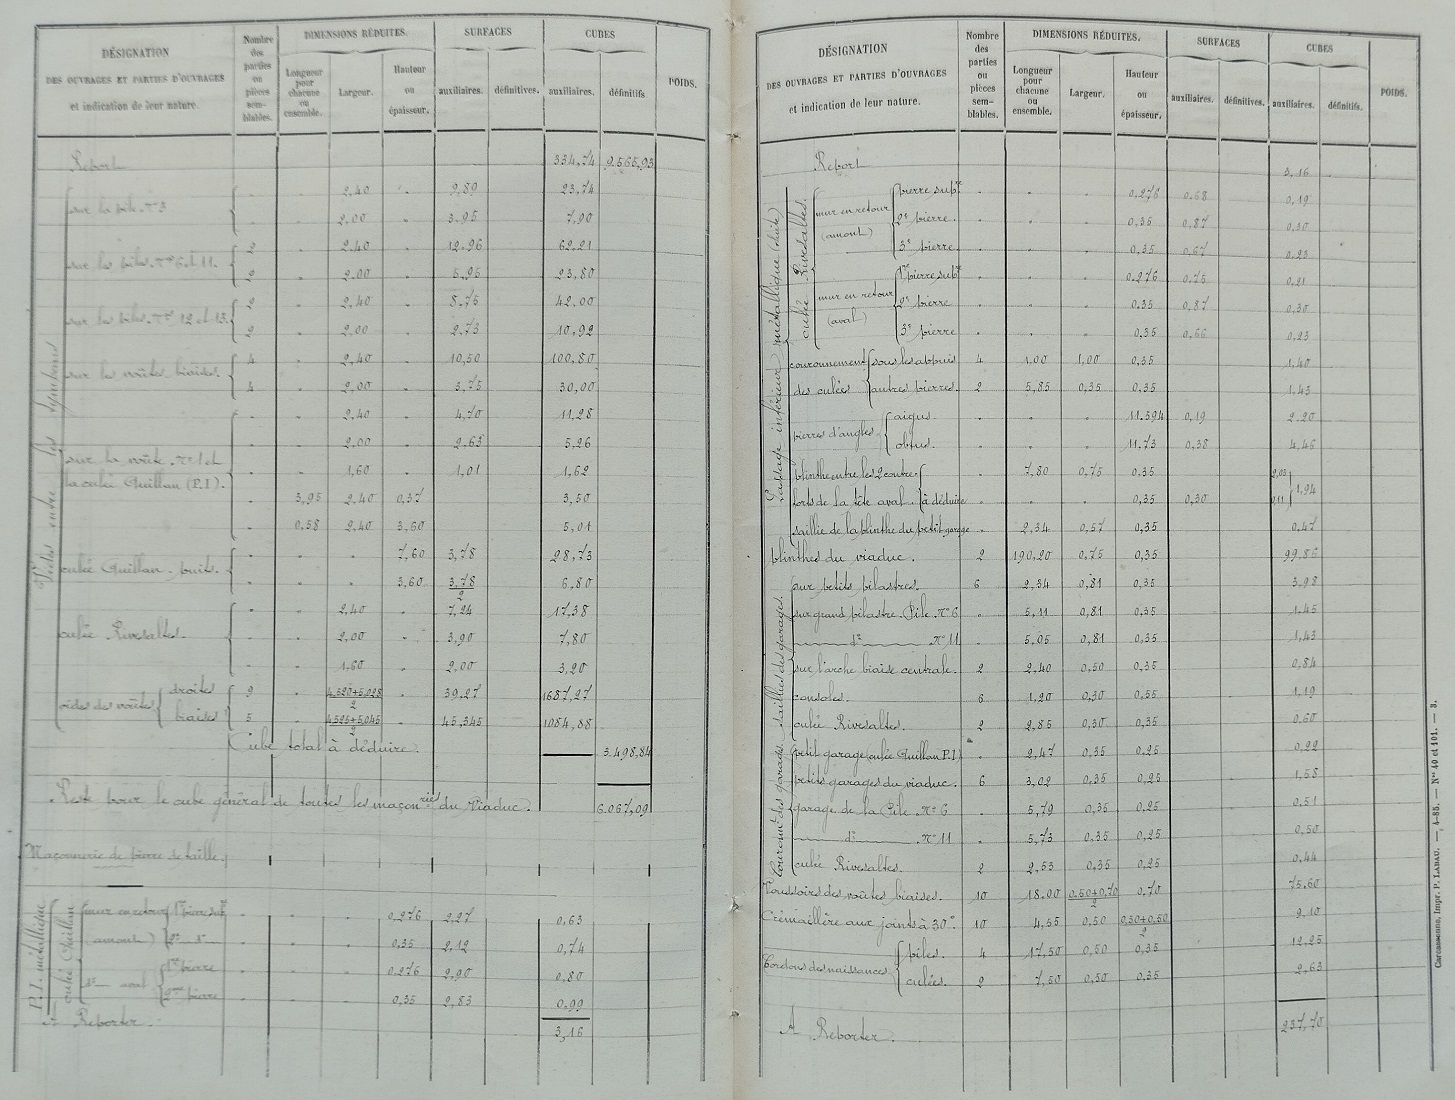 DÉSIGNATION
DES OUVRAGES ET PARTIES D'OUVRAGES
et indication de leur nature.
Nombre des parties ou pièces semblables.
DIMENSIONS RÉDUITES.
Longueur pour chacune ou ensemble.
Largeur.
Hauteur ou épaisseur.
SURFACES
auxiliaires.
définitives.
CUBES
auxiliaires.
définitifs
POIDS.
Report 334,74 9.565,93
Vides entre les tympans
sur la pile n° 3 " " 2,40 " 9,89 23,74
" " 2,00 " 3,95 7,90
sur les piles nos 6 et 11. 2 " 2,40 " 12,96 62,21
2 " 2,00 " 5,95 23,80
sur les piles nos 12 et 13. 2 " 2,40 " 8,75 42,00
2 " 2,00 " 2,73 10,92
sur les voûtes biaises. 4 " 2,40 " 10,50 100,80
4 " 2,00 " 3,75 30,00
sur la voûte n° 1 et la culée Quillan (P.I).
" " 2,40 " 4,70 11,28
" " 2,00 " 2,63 5,26
" " 1,60 " 1,01 1,62
" 3,95 2,40 0,37 3,50
" 0,58 2,40 3,60 5,01
culée Quillan puits. " " " 7,60 3,78 28,73
" " " 3,60 3,78/2 6,80
culée Rivesaltes. " " 2,40 " 7,24 17,38
" " 2,00 " 3,90 7,80
" " 1,60 " 2,00 3,20
vides des voûtes droites 9 " 4,520+5,028/2 " 39,27 1687,27
biaises 5 " 4,525+5,045/2 " 45,345 1084,88
Cube total à déduire. 3.498,84
Reste pour le cube général de toutes les maçonries du Viaduc. 6.067,09
Maçonnerie de pierre de taille.
P.I. métallique culée Quillan
mur en retour (amont) 1re pierre supre " " " 0,276 2,27 0,63
2e d° " " 0,35 2,12 0,74
d° aval 1re pierre " " 0,276 2,90 0,80
2me pierre " " 0,35 2,83 0,99
A Reporter. 3,16
DÉSIGNATION
DES OUVRAGES ET PARTIES D'OUVRAGES
et indication de leur nature.
Nombre des parties ou pièces semblables.
DIMENSIONS RÉDUITES.
Longueur pour chacune ou ensemble.
Largeur.
Hauteur ou épaisseur.
SURFACES
auxiliaires.
définitives.
CUBES
auxiliaires.
définitifs.
POIDS.
Report 3,16
Passage inférieur métallique (suite)
culée Rivesaltes.
mur en retour (amont) 1re pierre supre " " " 0,276 0,68 0,19
2e pierre. " " " 0,35 0,87 0,30
3e pierre. " " " 0,35 0,67 0,23
mur en retour (aval) 1re pierre supre " " " 0,276 0,75 0,21
2e pierre " " " 0,35 0,87 0,30
3e pierre " " " 0,35 0,66 0,23
couronnement des culées sous les appuis 4 1,00 1,00 0,35 1,40
autres pierres. 2 5,85 0,35 0,35 1,43
pierres d'angles aigus. " " " 11.594 0,19 2,20
obtus. " " " 11.73 0,38 4,46
plinthe entre les 2 contreforts de la tête aval. " 7,80 0,75 0,35 2,05
à déduire " " " 0,35 0,30 0,11 1,94
saillie de la plinthe du petit garage " 2,34 0,57 0,35 0,47
plinthes du viaduc. 2 190,20 0,75 0,35 99,86
saillies des garages.
sur petits pilastres. 6 2,34 0,81 0,35 3,98
sur grand pilastre Pile n° 6 " 5,11 0,81 0,35 1,45
d° n° 11 " 5,05 0,81 0,35 1,43
sur l'arche biaise centrale. 2 2,40 0,50 0,35 0,84
consoles. 6 1,20 0,30 0,55 1,19
culée Rivesaltes. 2 2,85 0,30 0,35 0,60
Couronnt des garages.
petit garage (culée Quillan P.I) " 2,47 0,35 0,25 0,22
petits garages du viaduc. 6 3,02 0,35 0,25 1,58
garage de la Pile n° 6 " 5,79 0,35 0,25 0,51
d° n° 11 " 5,73 0,35 0,25 0,50
culée Rivesaltes. 2 2,53 0,35 0,25 0,44
Voussoirs des voûtes biaises. 10 18.00 0.50+0,70/2 0,70 75,60
Crémaillère aux joints à 30°. 10 4,55 0,50 0,30+0,50/2 9,10
Cordons des naissances piles. 4 17,50 0,50 0,35 12,25
culées. 2 7,50 0,50 0,35 2,63
A Reporter. 237,70
Carcassonne, Impr. P. LABAU. — 4-85. — Nos 40 et 101. — 3.